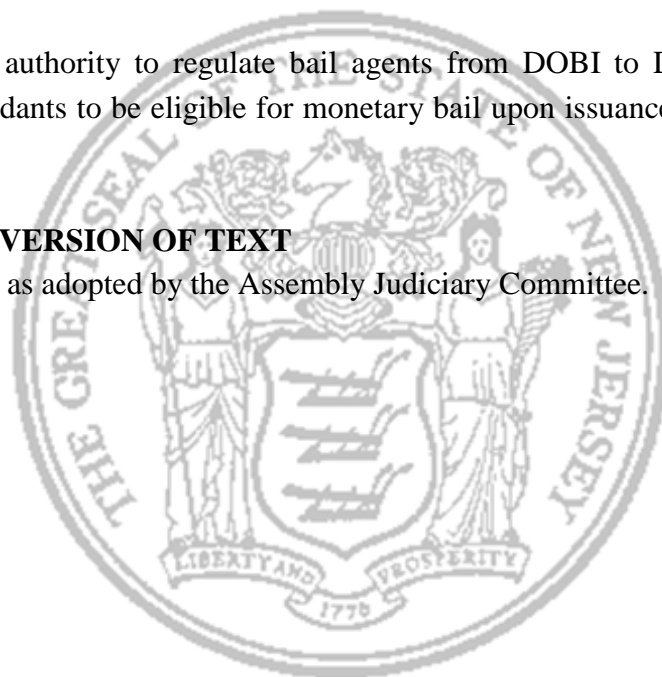 authority to regulate bail agents from DOBI to
dants to be eligible for monetary bail upon issuance
VERSION OF TEXT
as adopted by the Assembly Judiciary Committee.
THE GREAT SEAL OF THE STATE OF NEW JERSEY
LIBERTY AND PROSPERITY
1776